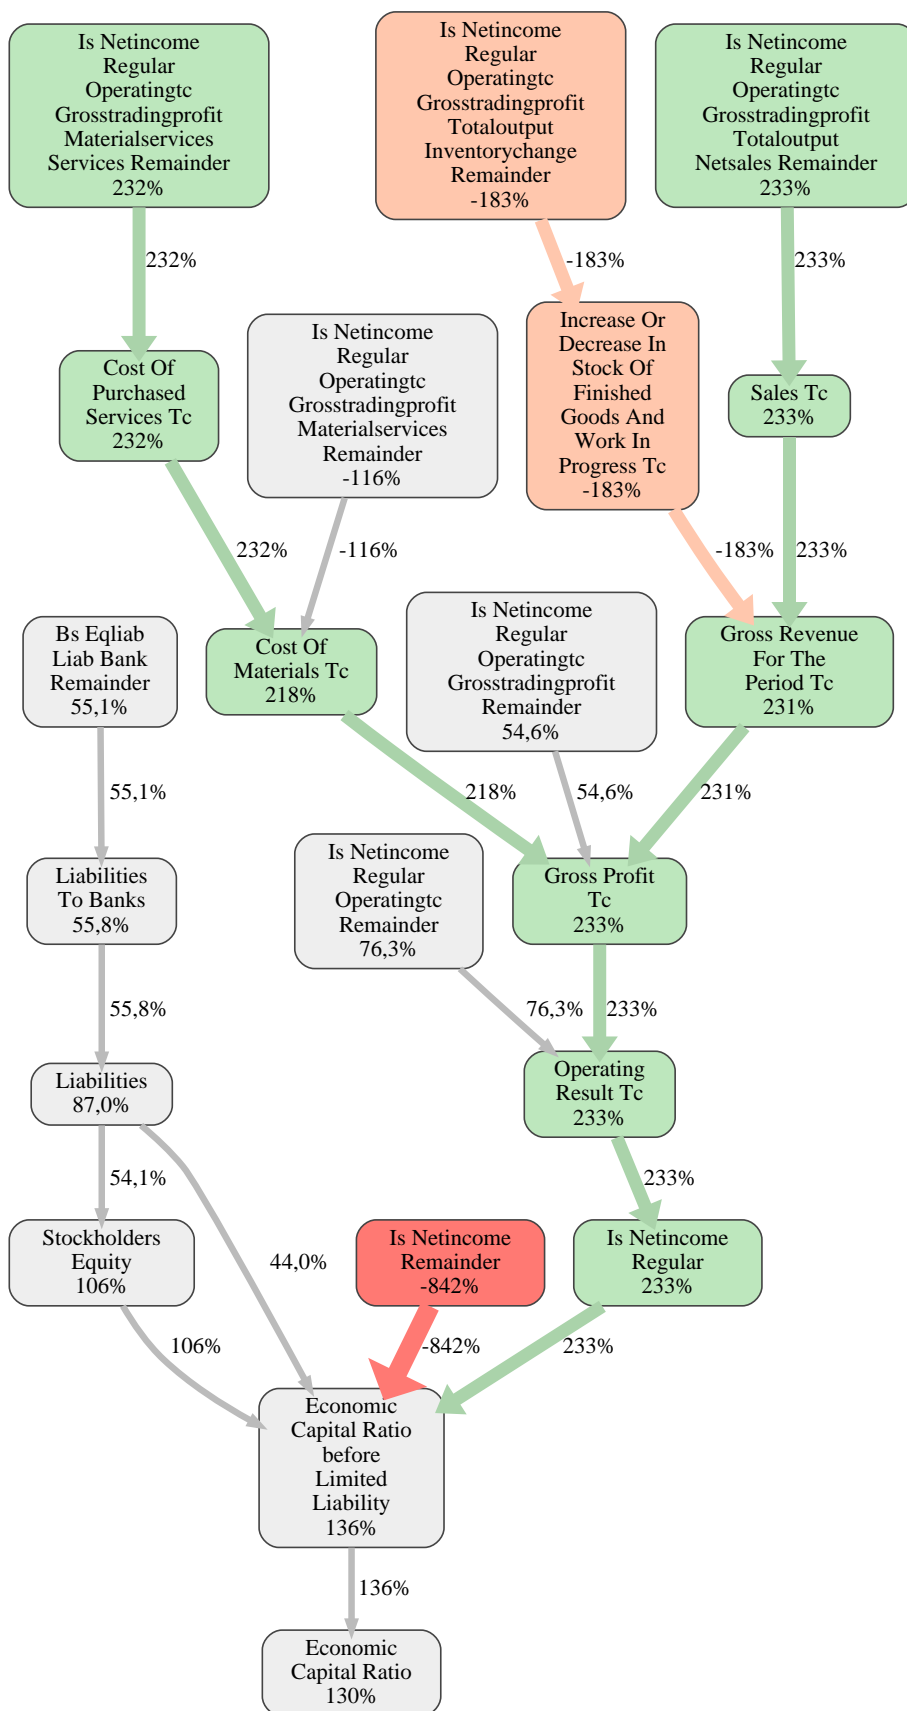 Is Netincome
Regular
Operatingtc
Grosstradingprofit
Materialservices
Services Remainder
232%
Is Netincome
Regular
Operatingtc
Grosstradingprofit
Totaloutput
Inventorychange
Remainder
-183%
Is Netincome
Regular
Operatingtc
Grosstradingprofit
Totaloutput
Netsales Remainder
233%
232%
-183%
233%
Cost Of
Purchased
Services Tc
232%
Is Netincome
Regular
Operatingtc
Grosstradingprofit
Materialservices
Remainder
-116%
Increase Or
Decrease In
Stock Of
Finished
Goods And
Work In
Progress Tc
-183%
Sales Tc
233%
232%
-116%
-183%
233%
Bs Eqliab
Liab Bank
Remainder
55,1%
Cost Of
Materials Tc
218%
Is Netincome
Regular
Operatingtc
Grosstradingprofit
Remainder
54,6%
Gross Revenue
For The
Period Tc
231%
55,1%
218%
54,6%
231%
Liabilities
To Banks
55,8%
Is Netincome
Regular
Operatingtc
Remainder
76,3%
Gross Profit
Tc
233%
55,8%
76,3%
233%
Liabilities
87,0%
Operating
Result Tc
233%
54,1%
233%
Stockholders
Equity
106%
44,0%
Is Netincome
Remainder
-842%
Is Netincome
Regular
233%
106%
-842%
233%
Economic
Capital Ratio
before
Limited
Liability
136%
136%
Economic
Capital Ratio
130%